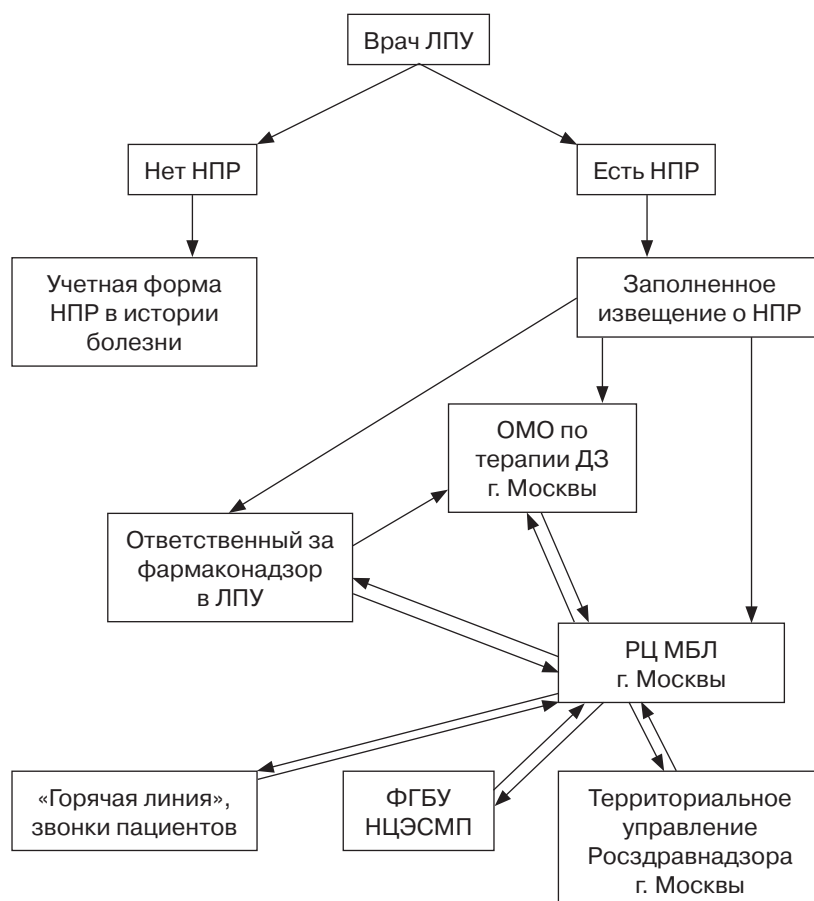 Врач ЛПУ
Нет НПР
Есть НПР
Учетная форма
НПР в истории
болезни
Заполненное
извещение о НПР
ОМО по
терапии ДЗ
г. Москвы
Ответственный за
фармаконадзор
в ЛПУ
РЦ МБЛ
г. Москвы
«Горячая линия»,
звонки пациентов
ФГБУ
НЦЭСМП
Территориальное
управление
Росздравнадзора
г. Москвы